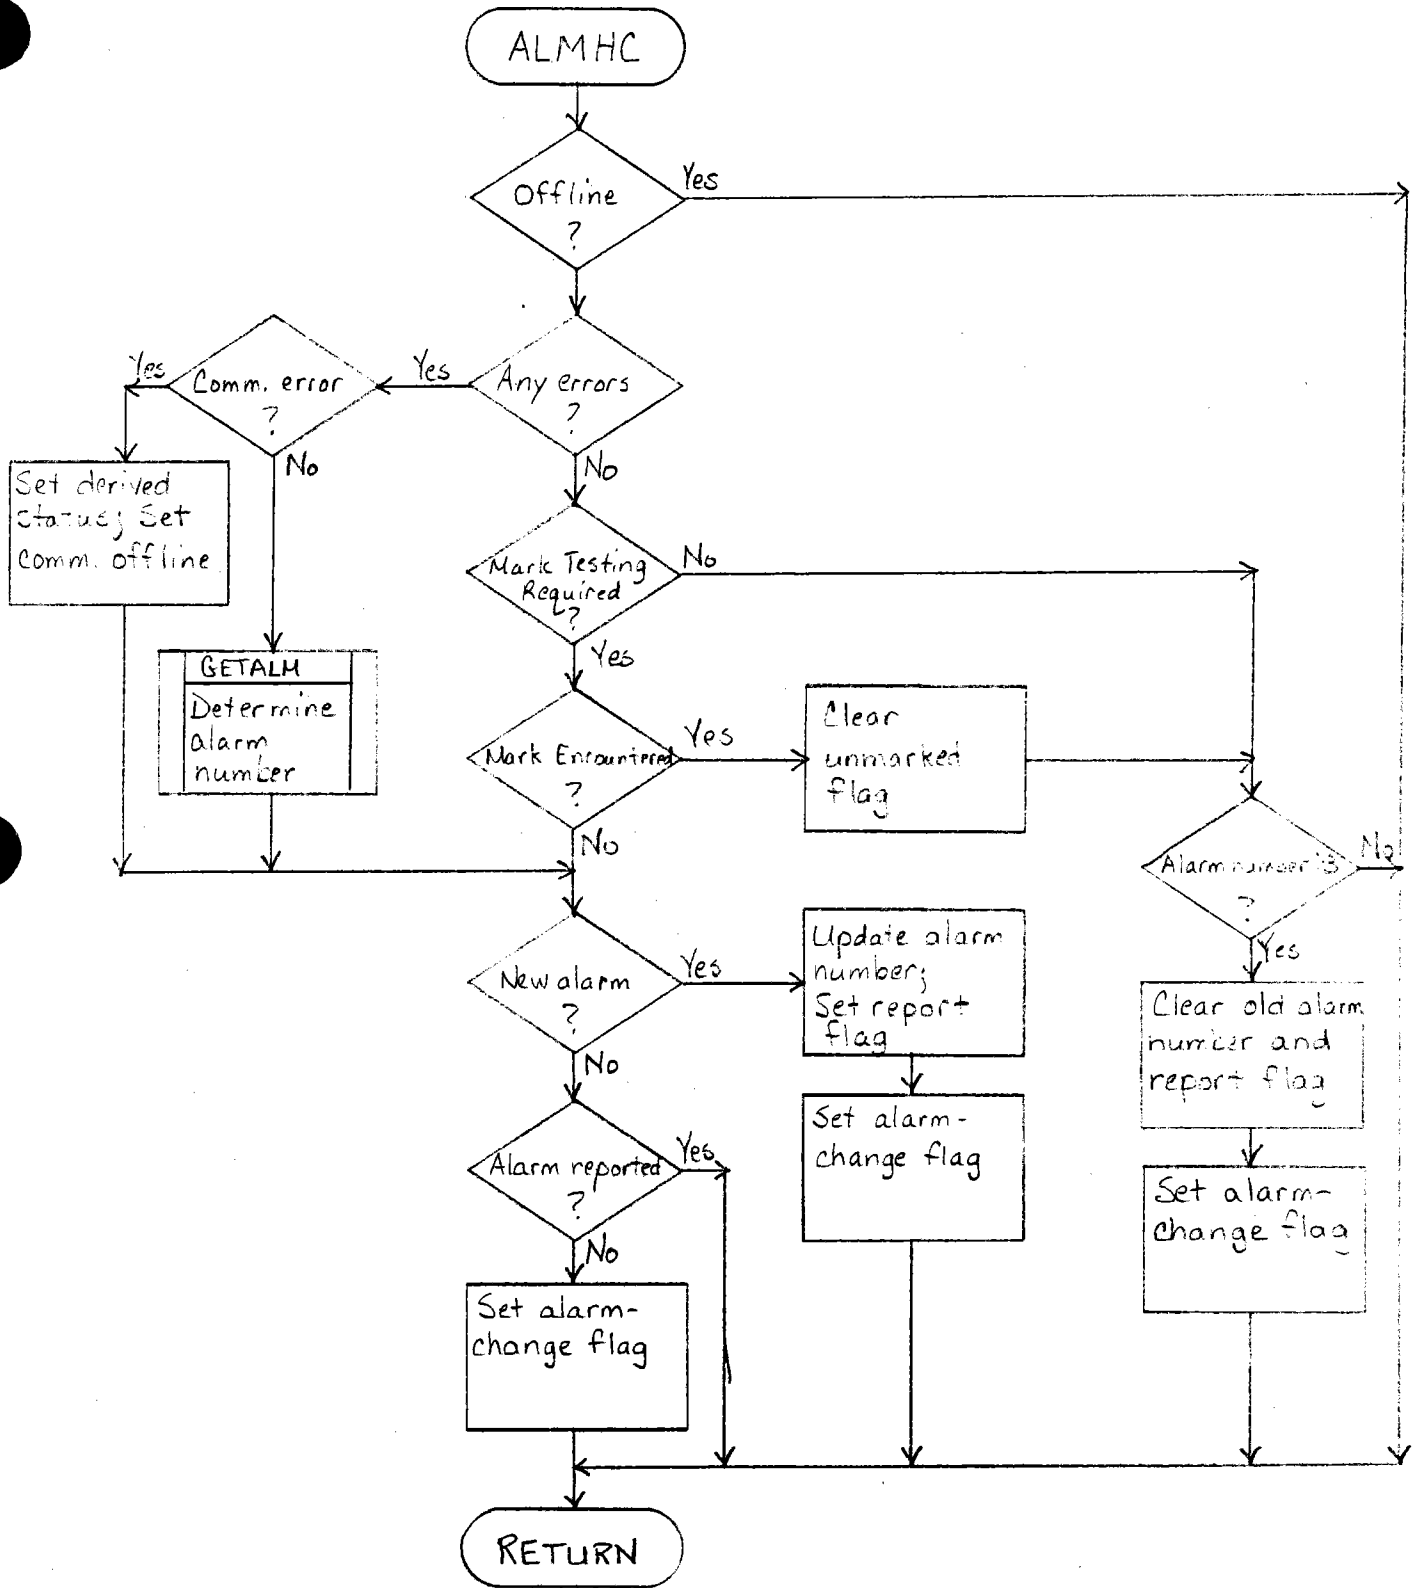 ALMHC
Yes
Offline
?
Yes
Comm. error
?
Yes
Any errors
?
No
No
Set derived
status; Set
comm. offline
Mark Testing
Required
?
No
Yes
GETALM
Determine
alarm
number
Mark Encountered
?
Yes
Clear
unmarked
flag
No
Alarm number
?
No
Yes
New alarm
?
Yes
Update alarm
number;
Set report
flag
Clear old alarm
number and
report flag
No
Set alarm-
change flag
Alarm reported
?
Yes
Set alarm-
change flag
No
Set alarm-
change flag
RETURN